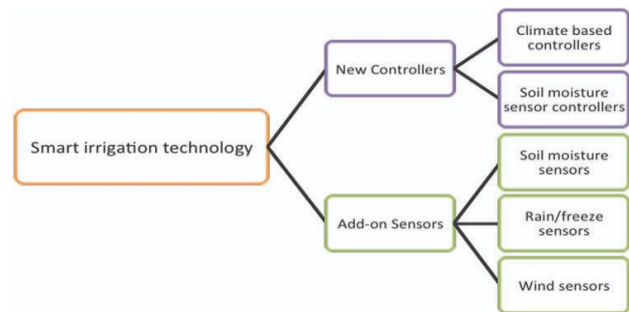 Smart irrigation technology
New Controllers
Climate based
controllers
Soil moisture
sensor controllers
Add-on Sensors
Soil moisture
sensors
Rain/freeze
sensors
Wind sensors